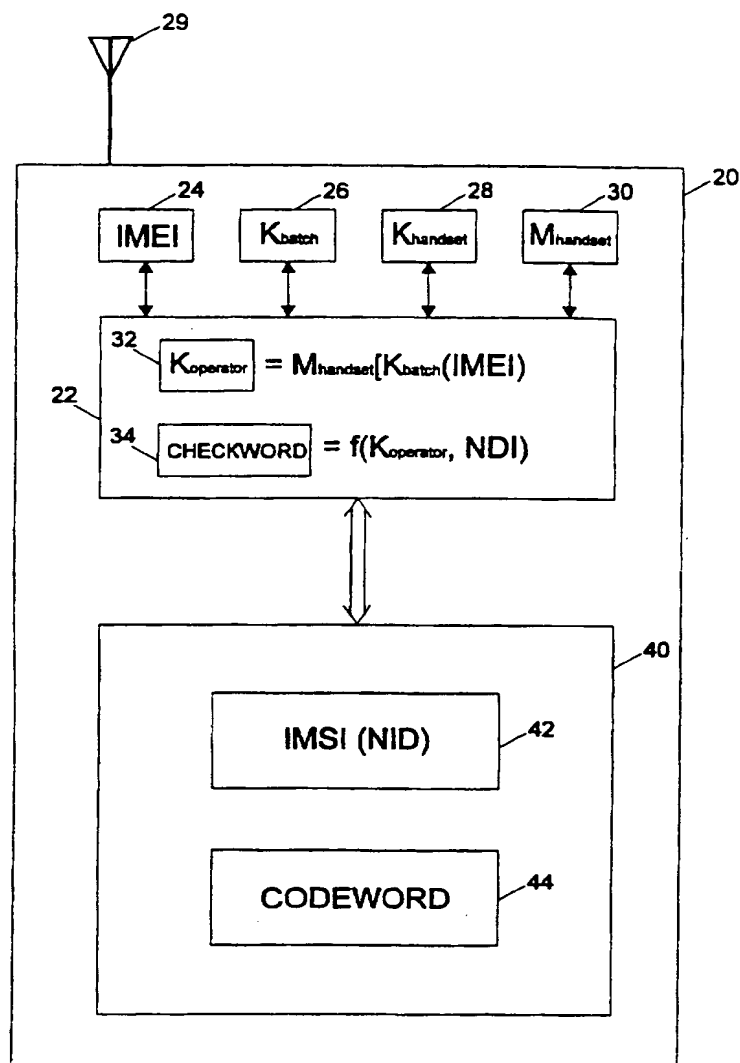 29
20
24 26 28 30
IMEI Kbatch Khandset Mhandset
32
Koperator = Mhandset[Kbatch(IMEI)
22
34
CHECKWORD = f(Koperator, NDI)
40
IMSI (NID) 42
CODEWORD 44